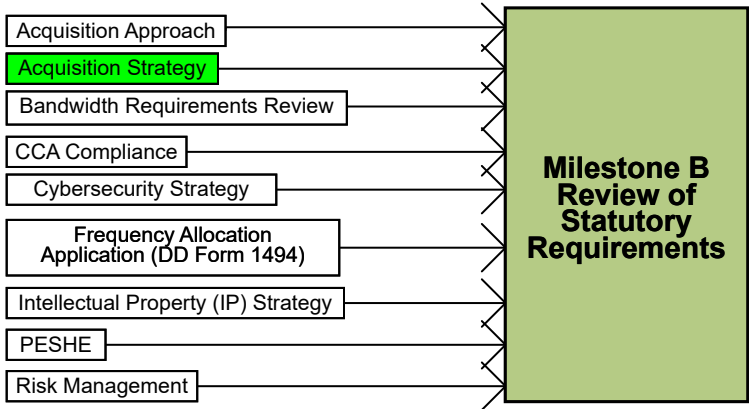 Acquisition Approach
Acquisition Strategy
Bandwidth Requirements Review
CCA Compliance
Cybersecurity Strategy
Frequency Allocation
Application (DD Form 1494)
Intellectual Property (IP) Strategy
PESHE
Risk Management
Milestone B
Review of
Statutory
Requirements